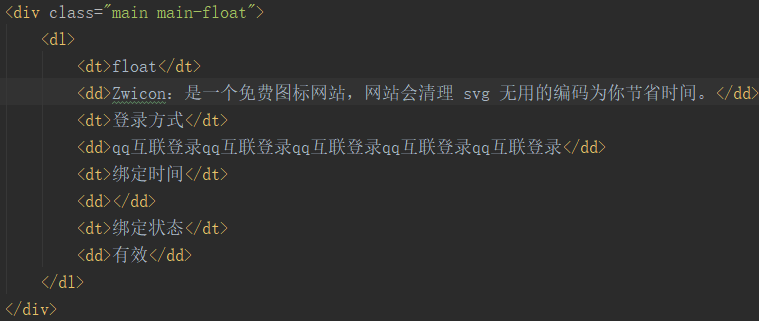 <div class="main main-float">
<dl>
<dt>float</dt>
<dd>Zwicon：是一个免费图标网站，网站会清理 svg 无用的编码为你节省时间。</dd>
<dt>登录方式</dt>
<dd>qq互联登录qq互联登录qq互联登录qq互联登录qq互联登录</dd>
<dt>绑定时间</dt>
<dd></dd>
<dt>绑定状态</dt>
<dd>有效</dd>
</dl>
</div>